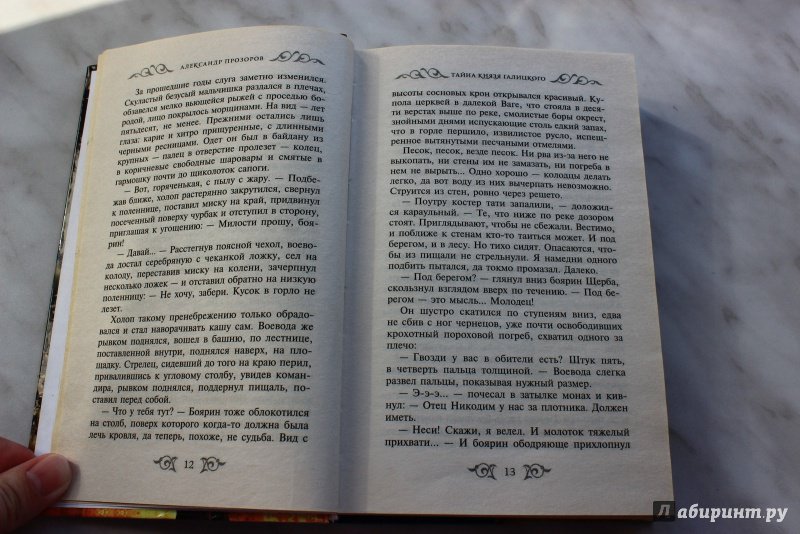 АЛЕКСАНДР ПРОЗОРОВ
За прошедшие годы слуга заметно изменился.
Скуластый безусый мальчишка раздался в плечах,
обзавелся мелко вьющейся рыжей с проседью бо-
родой, лицо покрылось морщинами. На вид — лет
пятьдесят, не менее. Прежними остались лишь
глаза: карие и хитро прищуренные, с длинными
черными ресницами. Одет он был в байдану из
крупных — палец в отверстие пролезет — колец,
в коричневые свободные шаровары и смятые в
гармошку почти до щиколоток сапоги.
— Вот, горяченькая, с пылу с жару. — Подбе-
жав ближе, холоп растерянно закрутился, свернул
к поленнице, поставил миску на край, придвинул
посеченный поверху чурбак и отступил в сторону,
приглашая к угощению: — Милости прошу, боя-
рин!
— Давай... — Расстегнув поясной чехол, воево-
да достал серебряную с чеканкой ложку, сел на
колоду, переставив миску на колени, зачерпнул
несколько ложек — и отставил обратно на низкую
поленницу: — Не хочу, забери. Кусок в горло не
лезет.
Холоп такому пренебрежению только обрадо-
вался и стал наворачивать кашу сам. Воевода же
рывком поднялся, вошел в башню, по лестнице,
поставленной внутри, поднялся наверх, на пло-
щадку. Стрелец, сидевший до того на краю перил,
привалившись к угловому столбу, увидев коман-
дира, рывком поднялся, поддернул пищаль, по-
ставил перед собой.
— Что у тебя тут? — Боярин тоже облокотился
на столб, поверх которого когда-то должна была
лечь кровля, да теперь, похоже, не судьба. Вид с
12
ТАЙНА КНЯЗЯ ГАЛИЦКОГО
высоты сосновых крон открывался красивый. Ку-
пола церквей в далекой Ваге, что стояла в деся-
ти верстах выше по реке, смолистые боры окрест,
знойными днями испускающие столь едкий запах,
что в горле першило, извилистое русло, испещ-
ренное вытянутыми песчаными отмелями.
Песок, песок, везде песок. Ни рва из-за него не
выкопать, ни стены им не замазать, ни погреба в
нем не вырыть... Одно хорошо — колодцы делать
легко, да вот воду из них вычерпать невозможно.
Струится из стен, ровно через решето.
— Поутру костер тати запалили, — доложил-
ся караульный. — Те, что ниже по реке дозором
стоят. Приглядывают, чтобы не сбежали. Вестимо,
и поближе к стенам кто-то таиться может. И под
берегом, и в лесу. Но тихо сидят. Опасаются, что-
бы из пищали не стрельнули. Я намедни одного
подбить пытался, да токмо промазал. Далеко.
— Под берегом? — глянул вниз боярин Щерба,
скользнул взглядом вверх по течению. — Под бе-
регом — это мысль... Молодец!
Он шустро скатился по ступеням вниз, едва
не сбив с ног чернецов, уже почти освободивших
крохотный пороховой погреб, схватил одного за
плечо:
— Гвозди у вас в обители есть? Штук пять,
в четверть пальца толщиной. — Воевода слегка
развел пальцы, показывая нужный размер.
— Э-э-э... — почесал в затылке монах и кив-
нул: — Отец Никодим у нас за плотника. Должен
иметь.
— Неси! Скажи, я велел. И молоток тяжелый
прихвати... — И боярин ободряюще прихлопнул
13
Лабиринт.ру